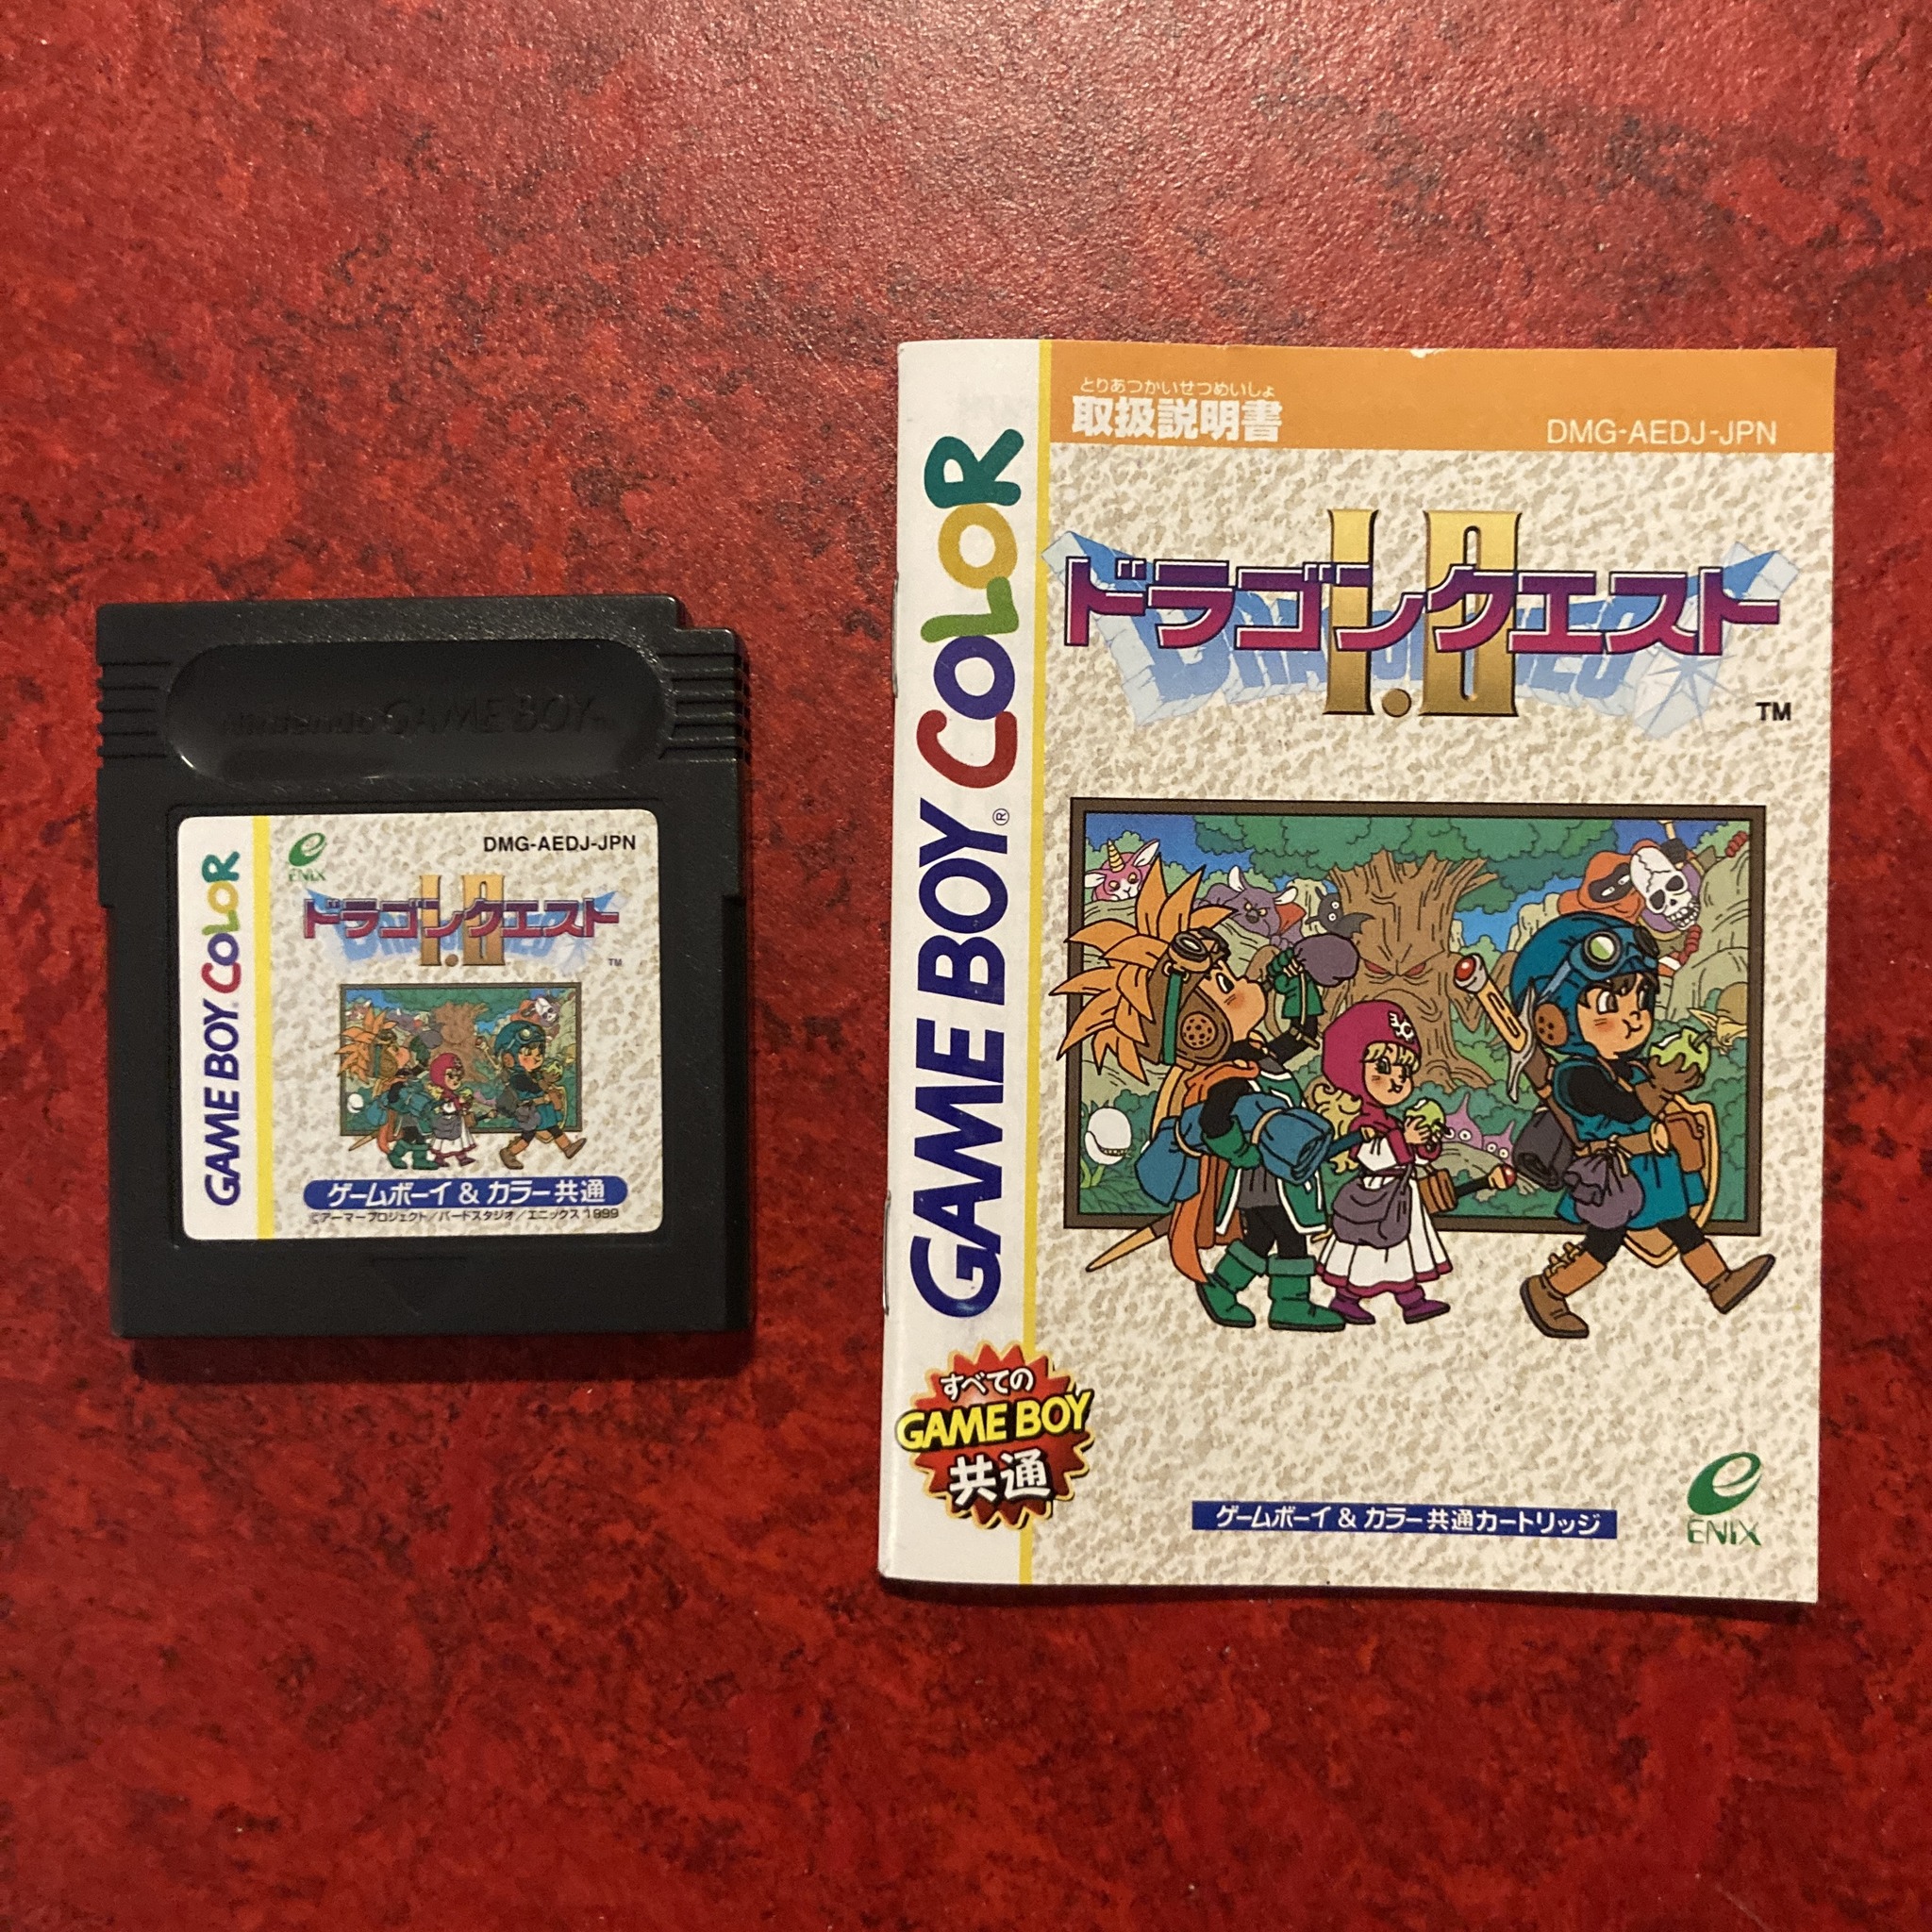 Nintendo GAME BOY™
GAME BOY COLOR
ENIX
DMG-AEDJ-JPN
I.II
ドラゴンクエスト
TM
ゲームボーイ & カラー共通
©アーマープロジェクト/バードスタジオ/エニックス 1999
GAME BOY® COLOR
とりあつかいせつめいしょ
取扱説明書
DMG-AEDJ-JPN
I.II
ドラゴンクエスト
TM
すべての
GAME BOY
共通
ゲームボーイ & カラー共通カートリッジ
ENIX